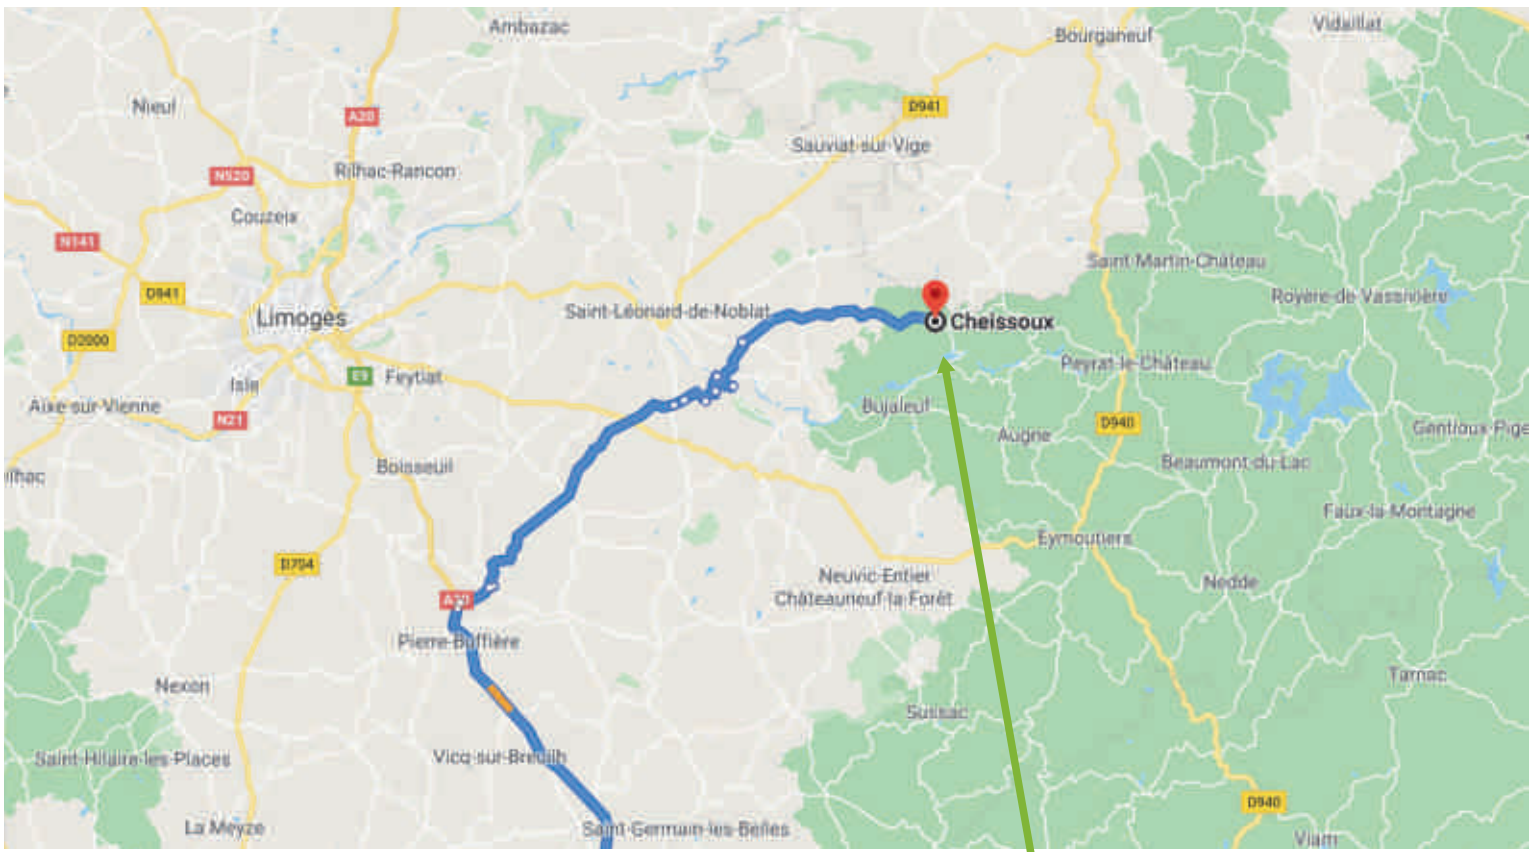 Ambazac
Bourganeuf
Vidaillat
Nieul
A20
D941
Sauviat-sur-Vige
Rilhac-Rancon
N520
Couzeix
N141
Saint-Martin-Château
D941
Royère-de-Vassivière
Limoges
Saint-Léonard-de-Noblat
Cheissoux
D2000
Peyrat-le-Château
Isle
E9
Feytiat
Aixe-sur-Vienne
N21
Bujaleuf
D940
Augne
Gentioux-Pige
Boisseuil
Beaumont-du-Lac
ilhac
Faux-la-Montagne
Eymoutiers
D704
Neuvic-Entier
Nedde
Châteauneuf-la-Forêt
A20
Pierre-Buffière
Nexon
Tarnac
Sussac
Vicq-sur-Breuilh
Saint-Hilaire-les-Places
D940
La Meyze
Saint-Germain-les-Belles
Viam